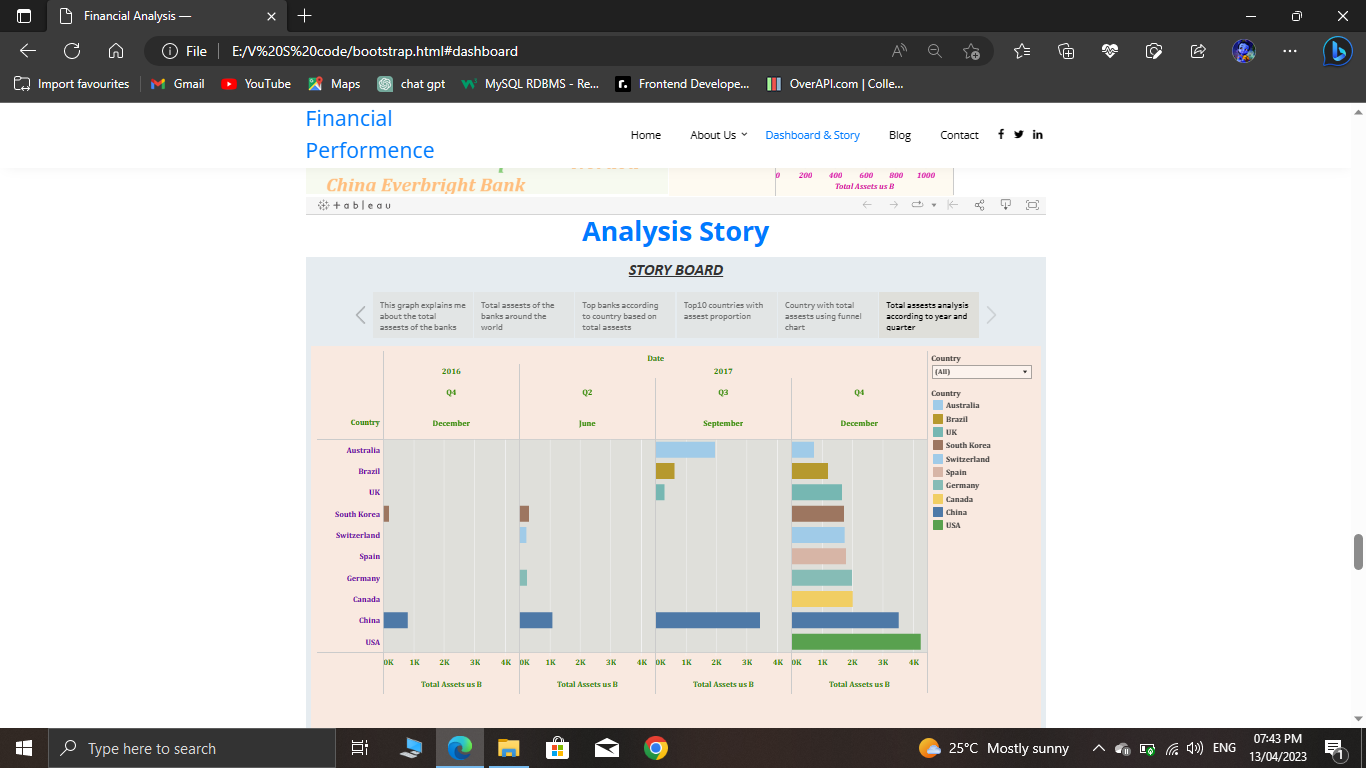 Financial Analysis —
File
E:/V%20S%20code/bootstrap.html#dashboard
Import favourites
Gmail
YouTube
Maps
chat gpt
MySQL RDBMS - Re...
Frontend Develope...
OverAPI.com | Colle...
Financial
Performence
Home
About Us
Dashboard & Story
Blog
Contact
China Everbright Bank
0 200 400 600 800 1000
Total Assets us B
+ a b | e a u
Analysis Story
STORY BOARD
This graph explains me
about the total
assests of the banks
Total assests of the
banks around the
world
Top banks according
to country based on
total assests
Top10 countries with
assest proportion
Country with total
assests using funnel
chart
Total assests analysis
according to year and
quarter
Date
2016
2017
Q4
Q2
Q3
Q4
Country
December
June
September
December
Australia
Brazil
UK
South Korea
Switzerland
Spain
Germany
Canada
China
USA
0K 1K 2K 3K 4K
0K 1K 2K 3K 4K
0K 1K 2K 3K 4K
0K 1K 2K 3K 4K
Total Assets us B
Total Assets us B
Total Assets us B
Total Assets us B
Country
(All)
Country
Australia
Brazil
UK
South Korea
Switzerland
Spain
Germany
Canada
China
USA
Type here to search
25°C Mostly sunny
ENG
07:43 PM
13/04/2023
1